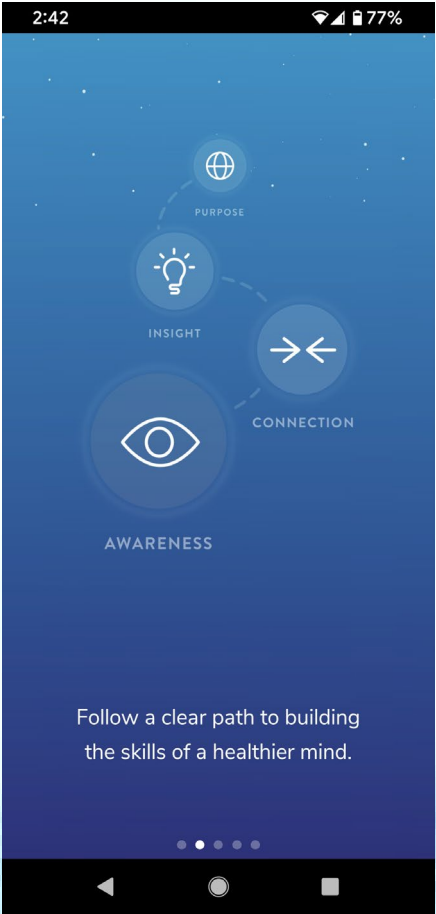 2:42 77%
PURPOSE
INSIGHT
CONNECTION
AWARENESS
Follow a clear path to building
the skills of a healthier mind.